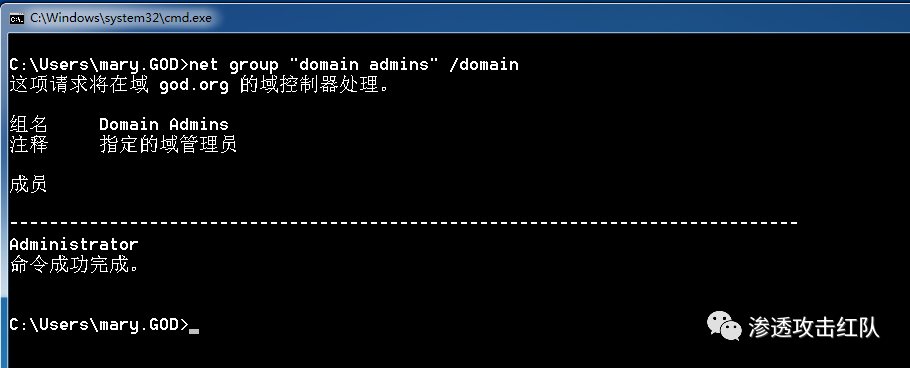 C:\Windows\system32\cmd.exe
C:\Users\mary.GOD>net group "domain admins" /domain
这项请求将在域 god.org 的域控制器处理。
组名     Domain Admins
注释     指定的域管理员
成员
-------------------------------------------------------------------------------
Administrator
命令成功完成。
C:\Users\mary.GOD>_
渗透攻击红队